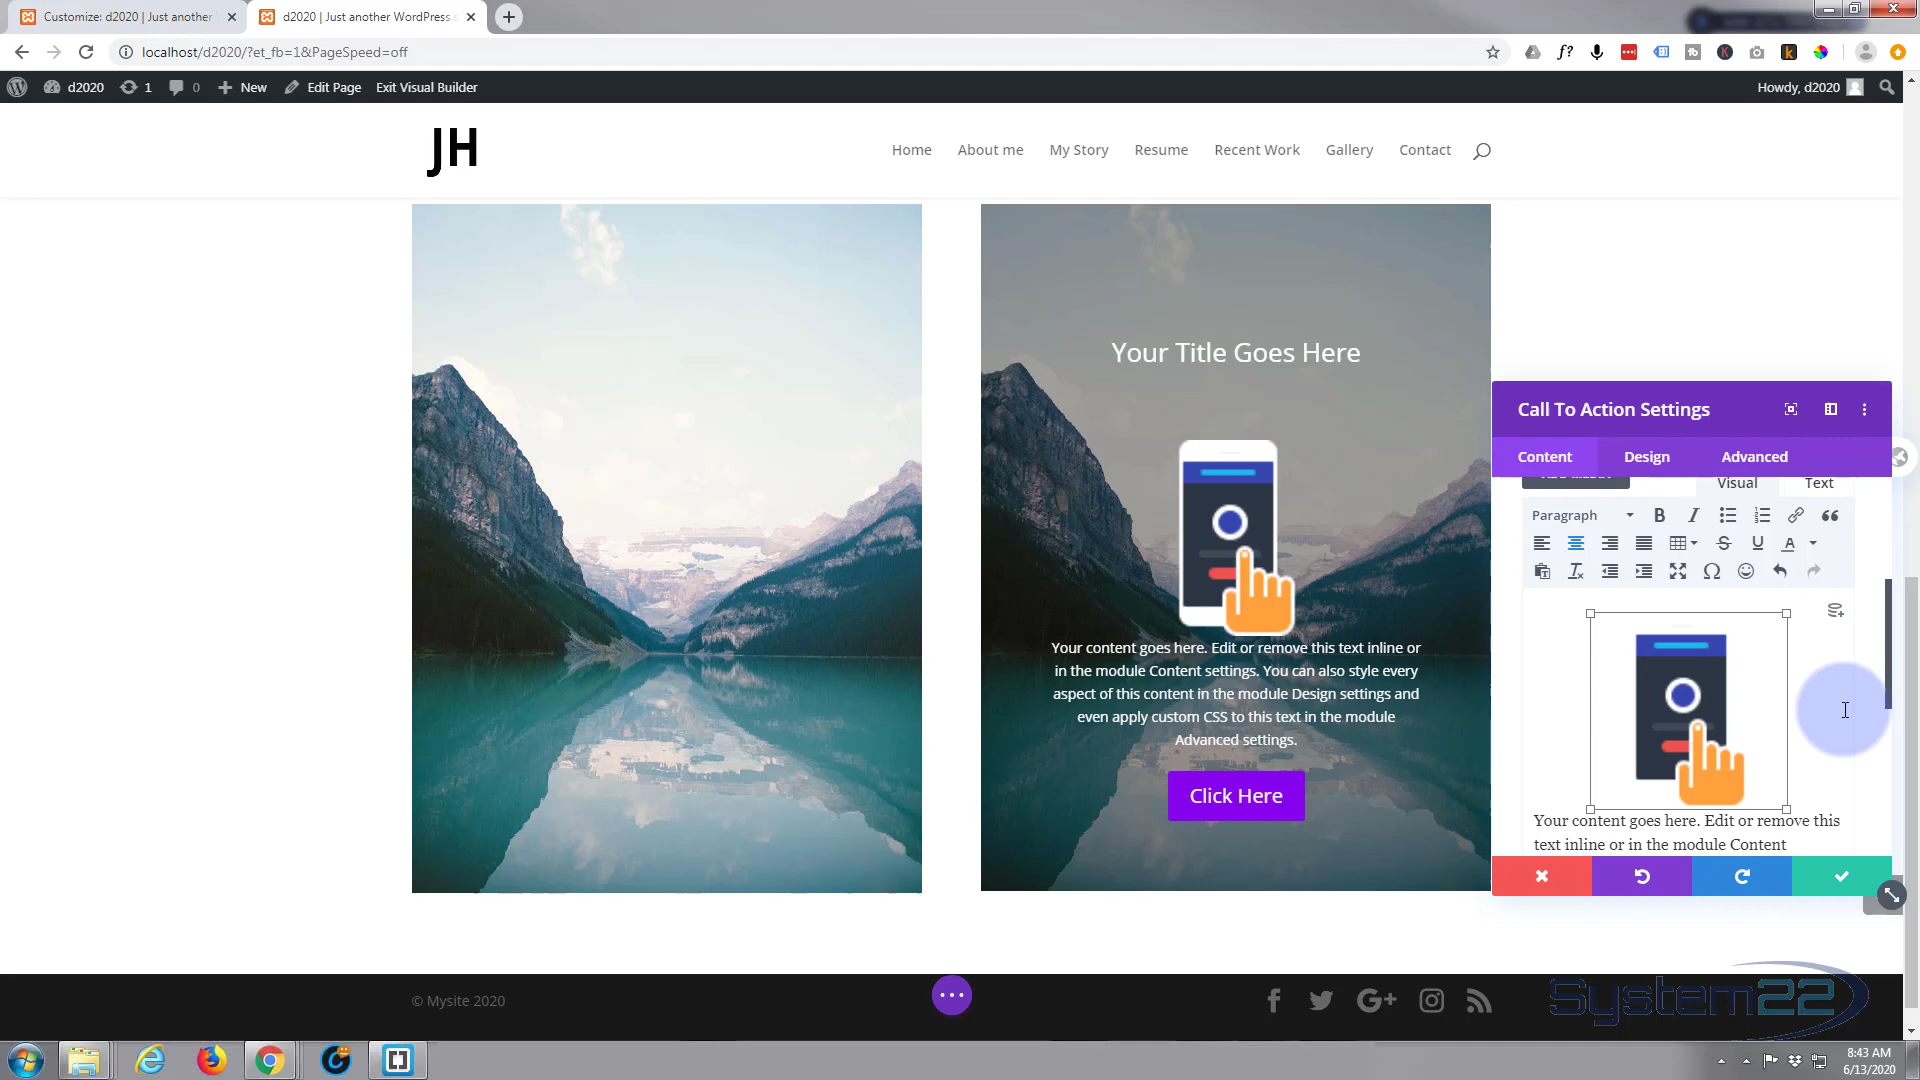 Customize: d2020 | Just another
d2020 | Just another WordPress s
localhost/d2020/?et_fb=1&PageSpeed=off
f?
d2020
1
0
New
Edit Page
Exit Visual Builder
Howdy, d2020
JH
Home
About me
My Story
Resume
Recent Work
Gallery
Contact
Your Title Goes Here
Your content goes here. Edit or remove this text inline or
in the module Content settings. You can also style every
aspect of this content in the module Design settings and
even apply custom CSS to this text in the module
Advanced settings.
Click Here
Call To Action Settings
Content
Design
Advanced
Visual
Text
Paragraph
Your content goes here. Edit or remove this
text inline or in the module Content
© Mysite 2020
System22
8:43 AM
6/13/2020